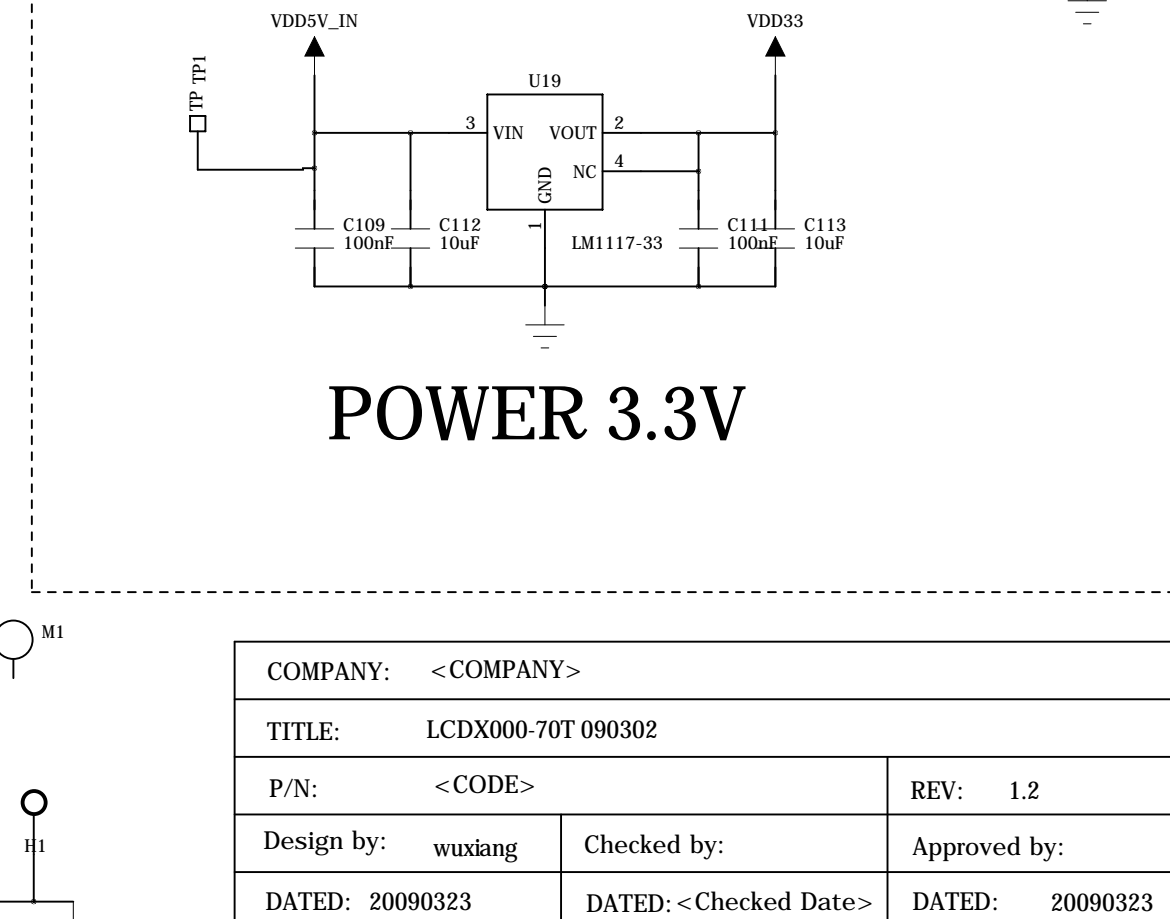 VDD5V_IN
VDD33
TP TP1
U19
3
VIN
VOUT
2
NC
4
GND
1
C109
100nF
C112
10uF
LM1117-33
C111
100nF
C113
10uF
POWER 3.3V
M1
H1
COMPANY: <COMPANY>
TITLE: LCDX000-70T 090302
P/N: <CODE>
REV: 1.2
Design by: wuxiang
Checked by:
Approved by:
DATED: 20090323
DATED: <Checked Date>
DATED: 20090323